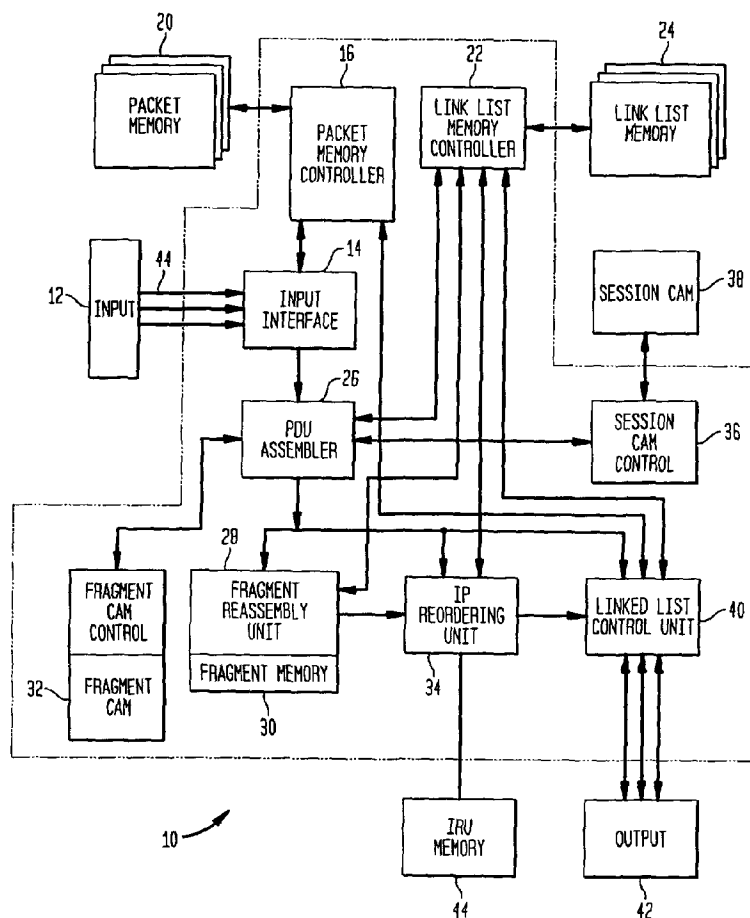 20
PACKET
MEMORY
16
PACKET
MEMORY
CONTROLLER
22
LINK LIST
MEMORY
CONTROLLER
24
LINK LIST
MEMORY
12
INPUT
44
14
INPUT
INTERFACE
SESSION CAM
38
26
PDU
ASSEMBLER
SESSION
CAM
CONTROL
36
FRAGMENT
CAM
CONTROL
FRAGMENT
CAM
32
28
FRAGMENT
REASSEMBLY
UNIT
FRAGMENT MEMORY
30
IP
REORDERING
UNIT
34
LINKED LIST
CONTROL UNIT
40
10
IRU
MEMORY
44
OUTPUT
42